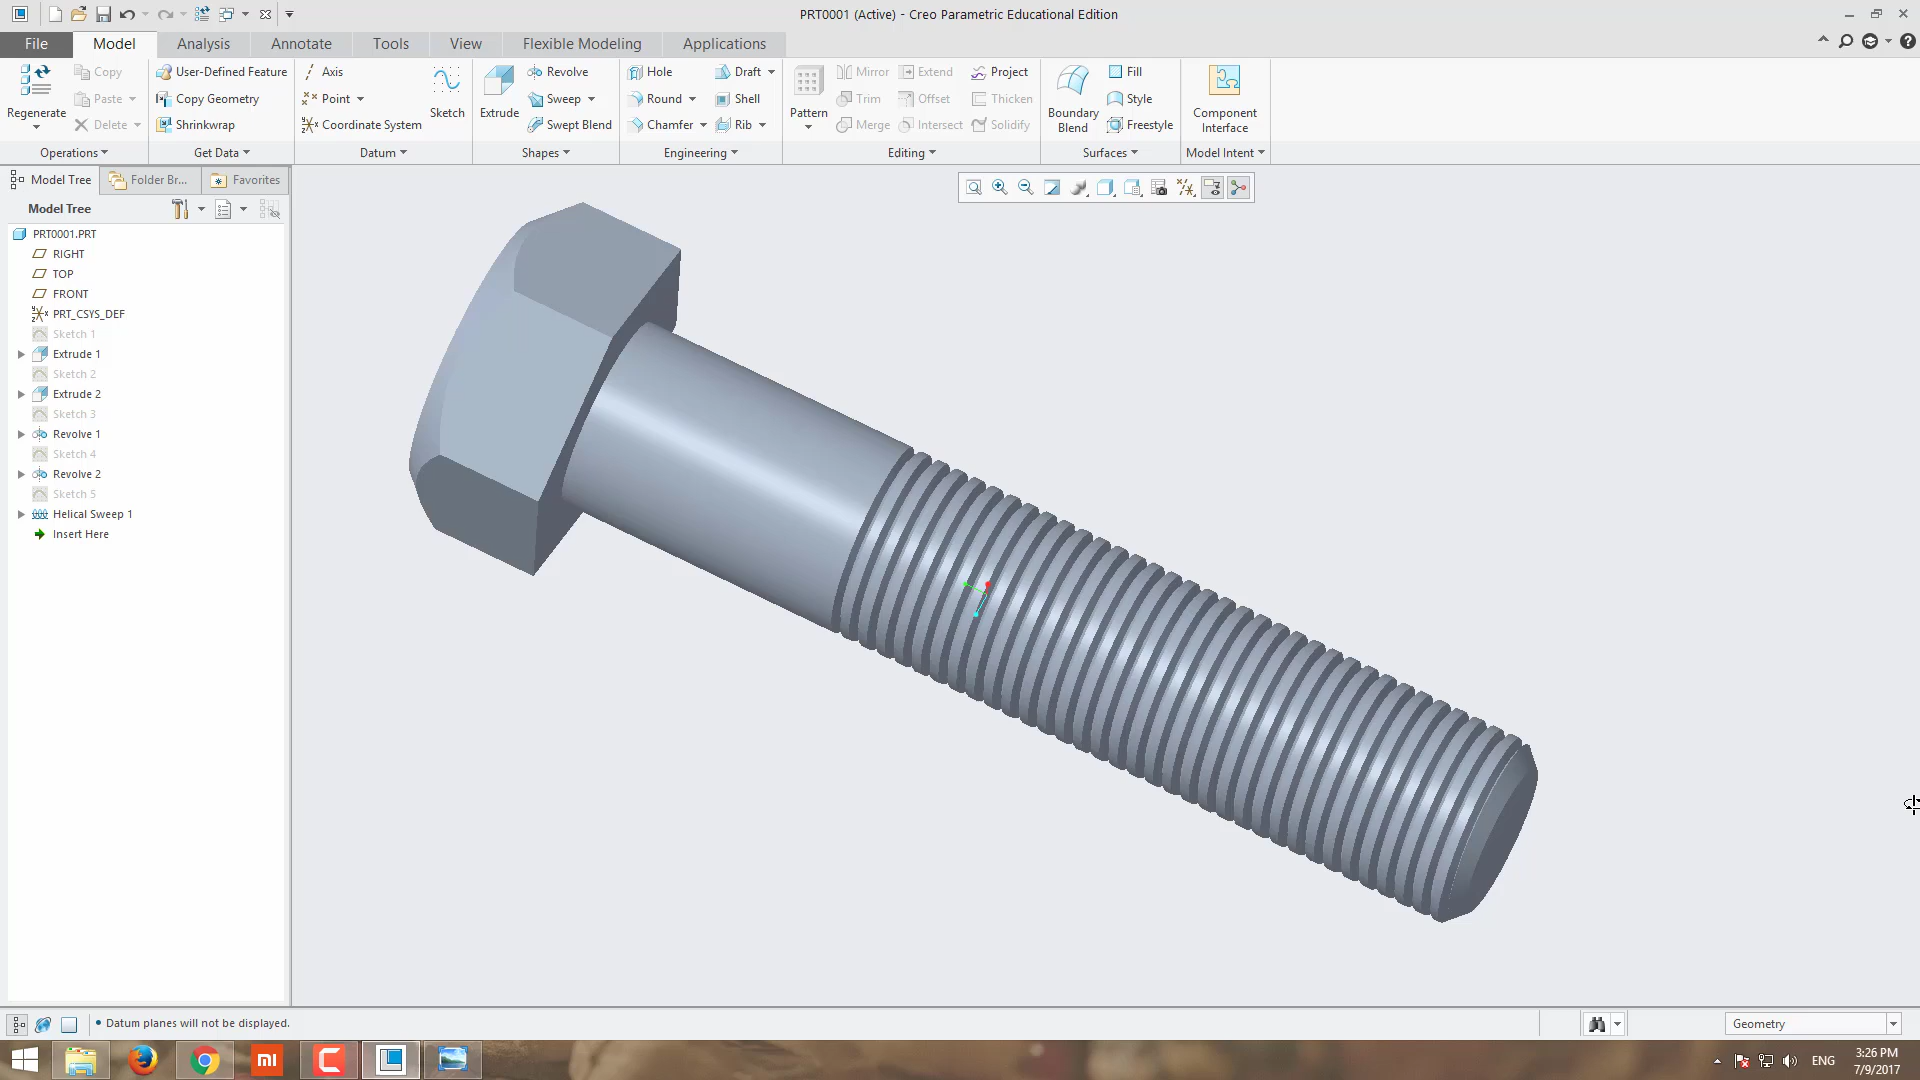 PRT0001 (Active) - Creo Parametric Educational Edition
File Model Analysis Annotate Tools View Flexible Modeling Applications
Regenerate
Copy
Paste
Delete
Operations
User-Defined Feature
Copy Geometry
Shrinkwrap
Get Data
Axis
Point
Coordinate System
Sketch
Datum
Extrude
Revolve
Sweep
Swept Blend
Shapes
Hole
Round
Chamfer
Draft
Shell
Rib
Engineering
Pattern
Mirror
Trim
Merge
Extend
Offset
Intersect
Project
Thicken
Solidify
Editing
Boundary
Blend
Fill
Style
Freestyle
Surfaces
Component
Interface
Model Intent
Model Tree Folder Br... Favorites
Model Tree
PRT0001.PRT
RIGHT
TOP
FRONT
PRT_CSYS_DEF
Sketch 1
Extrude 1
Sketch 2
Extrude 2
Sketch 3
Revolve 1
Sketch 4
Revolve 2
Sketch 5
Helical Sweep 1
Insert Here
• Datum planes will not be displayed.
Geometry
mi
ENG
3:26 PM
7/9/2017